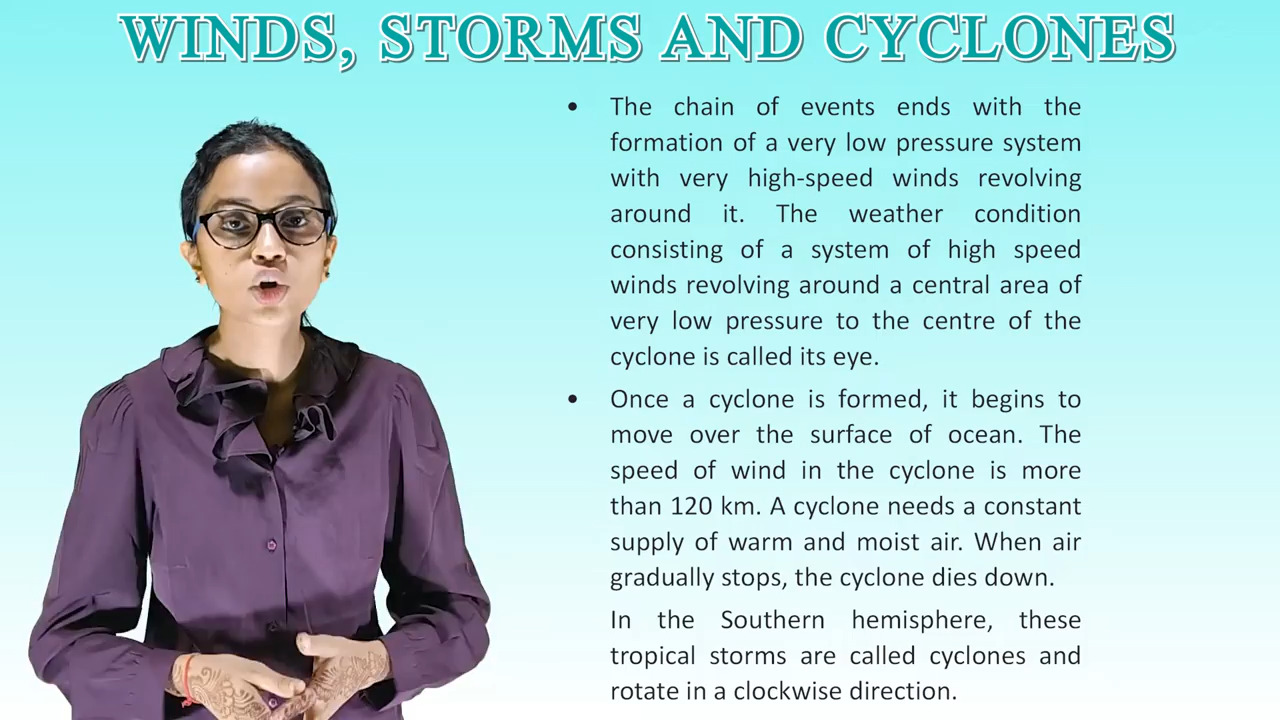 WINDS, STORMS AND CYCLONES
• The chain of events ends with the
formation of a very low pressure system
with very high-speed winds revolving
around it. The weather condition
consisting of a system of high speed
winds revolving around a central area of
very low pressure to the centre of the
cyclone is called its eye.
• Once a cyclone is formed, it begins to
move over the surface of ocean. The
speed of wind in the cyclone is more
than 120 km. A cyclone needs a constant
supply of warm and moist air. When air
gradually stops, the cyclone dies down.
In the Southern hemisphere, these
tropical storms are called cyclones and
rotate in a clockwise direction.